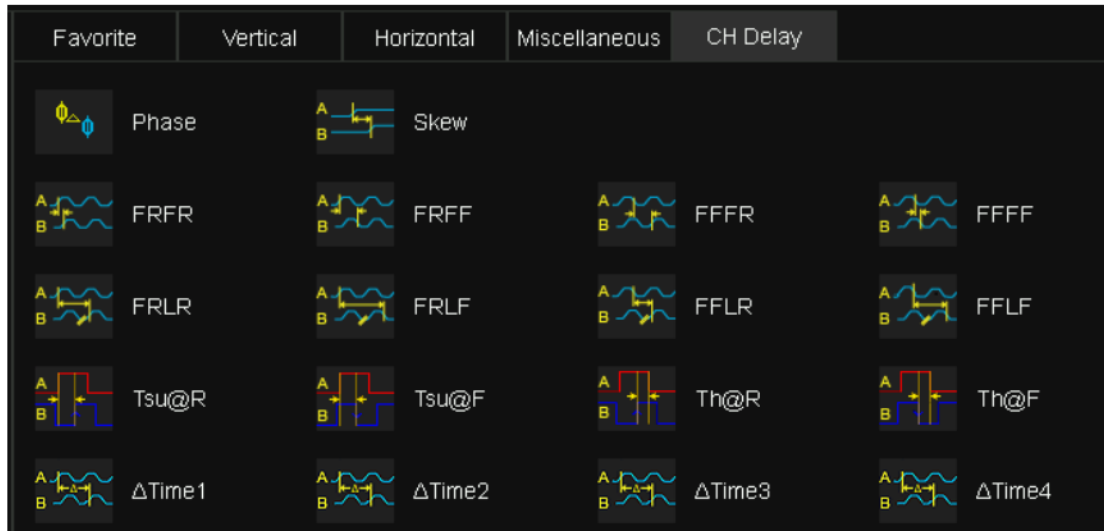 Favorite Vertical Horizontal Miscellaneous CH Delay
Φ△Φ Phase A B Skew
A B FRFR A B FRFF A B FFFR A B FFFF
A B FRLR A B FRLF A B FFLR A B FFLF
A B Tsu@R A B Tsu@F A B Th@R A B Th@F
A B Δ ΔTime1 A B Δ ΔTime2 A B Δ ΔTime3 A B Δ ΔTime4